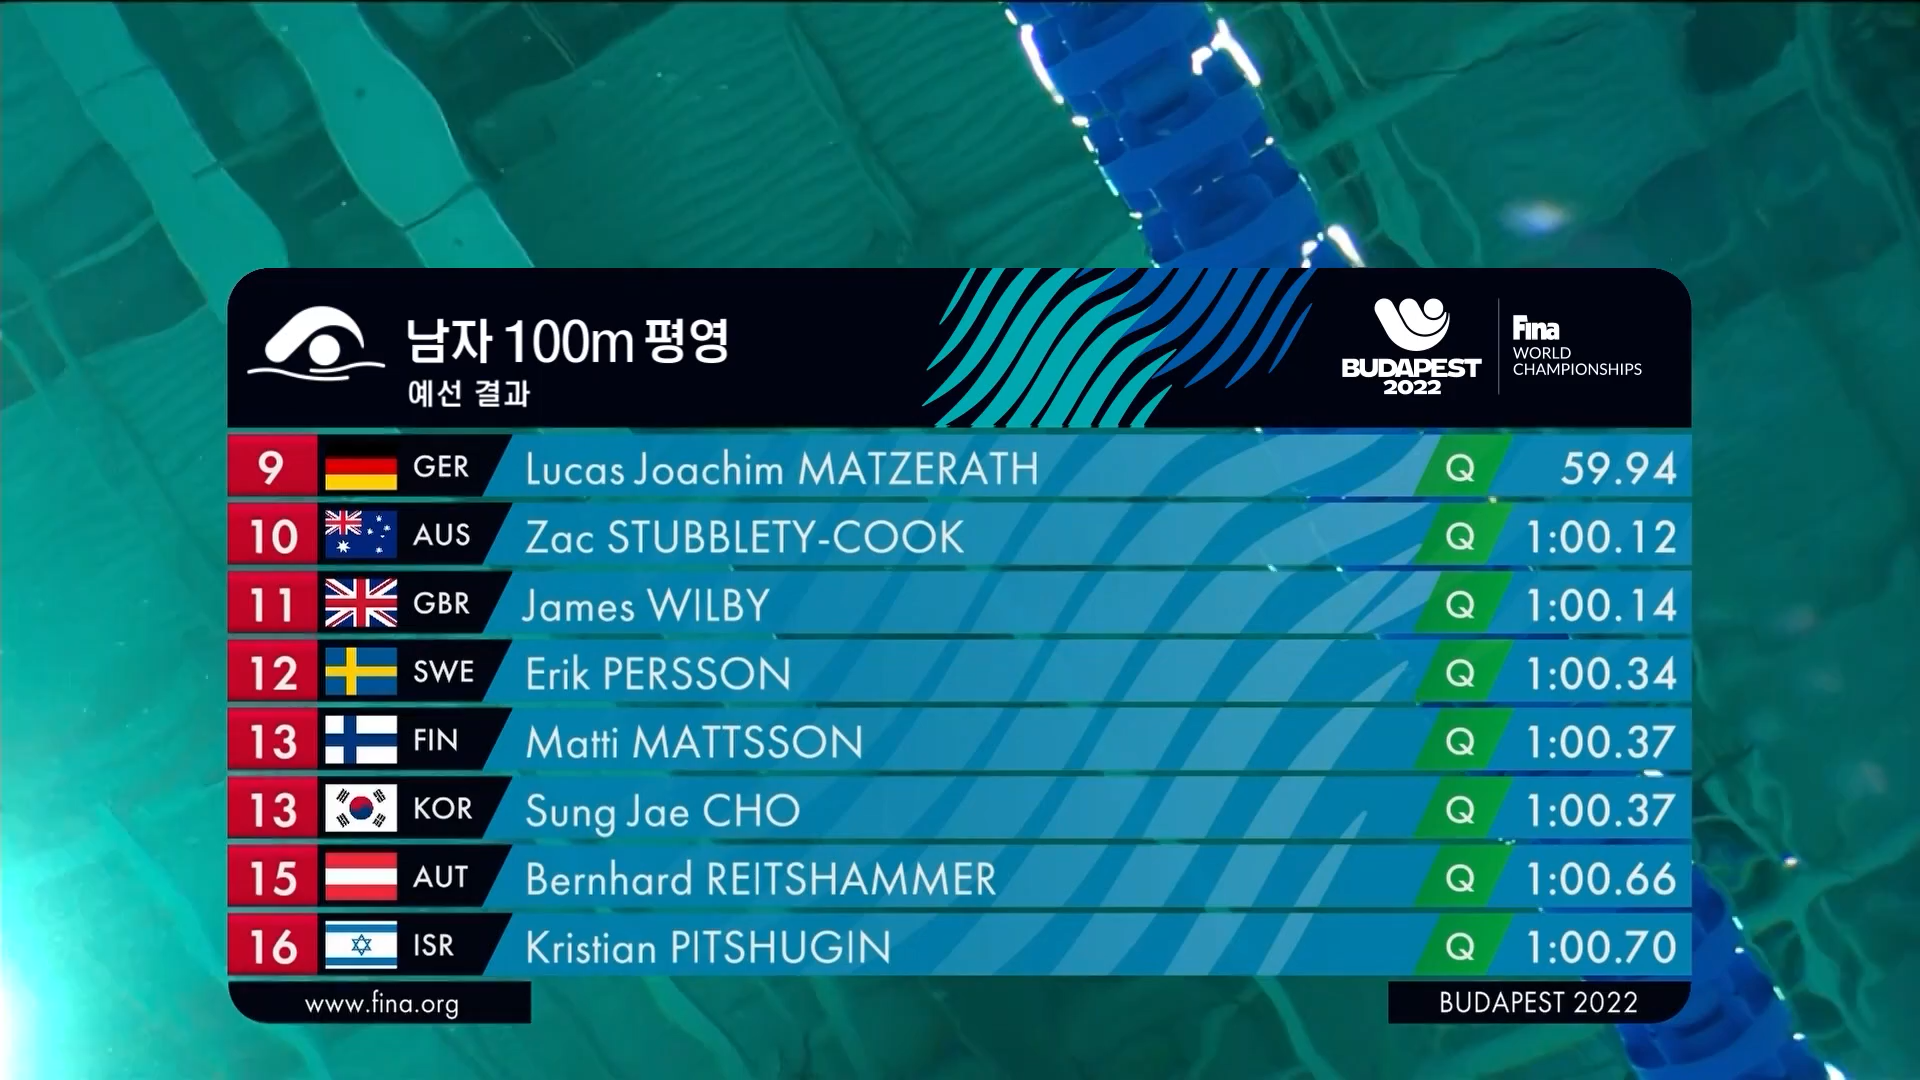 남자 100m 평영
예선 결과
BUDAPEST
2022
Fina
WORLD
CHAMPIONSHIPS
9 GER Lucas Joachim MATZERATH Q 59.94
10 AUS Zac STUBBLETY-COOK Q 1:00.12
11 GBR James WILBY Q 1:00.14
12 SWE Erik PERSSON Q 1:00.34
13 FIN Matti MATTSSON Q 1:00.37
13 KOR Sung Jae CHO Q 1:00.37
15 AUT Bernhard REITSHAMMER Q 1:00.66
16 ISR Kristian PITSHUGIN Q 1:00.70
www.fina.org
BUDAPEST 2022